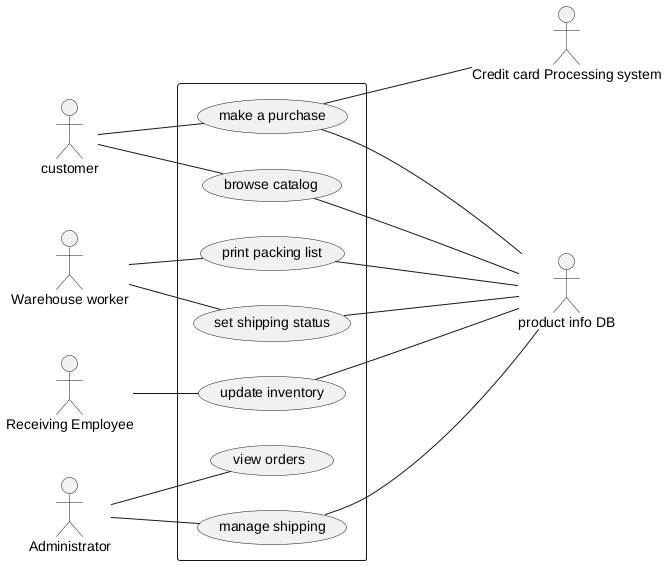 Credit card Processing system
make a purchase
customer
browse catalog
print packing list
Warehouse worker
set shipping status
product info DB
update inventory
Receiving Employee
view orders
manage shipping
Administrator